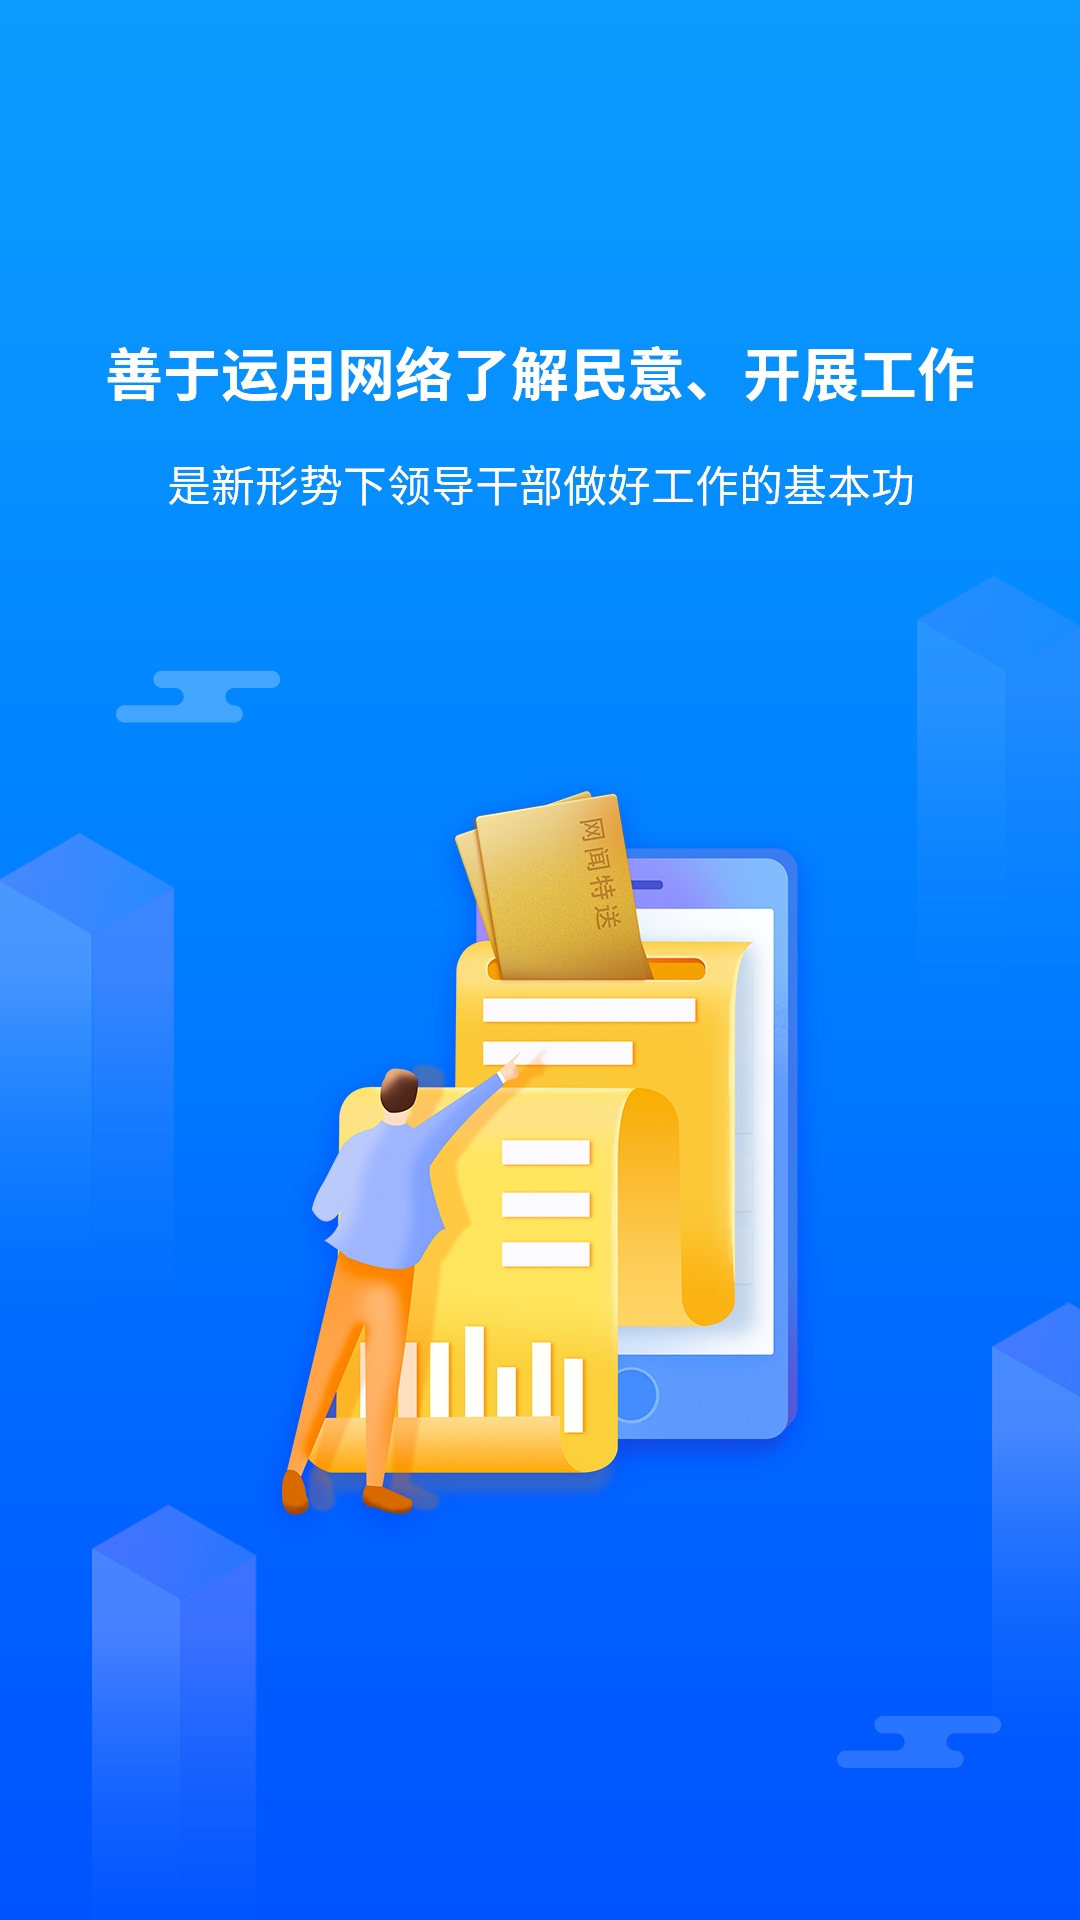 善于运用网络了解民意、开展工作
是新形势下领导干部做好工作的基本功
网闻特送